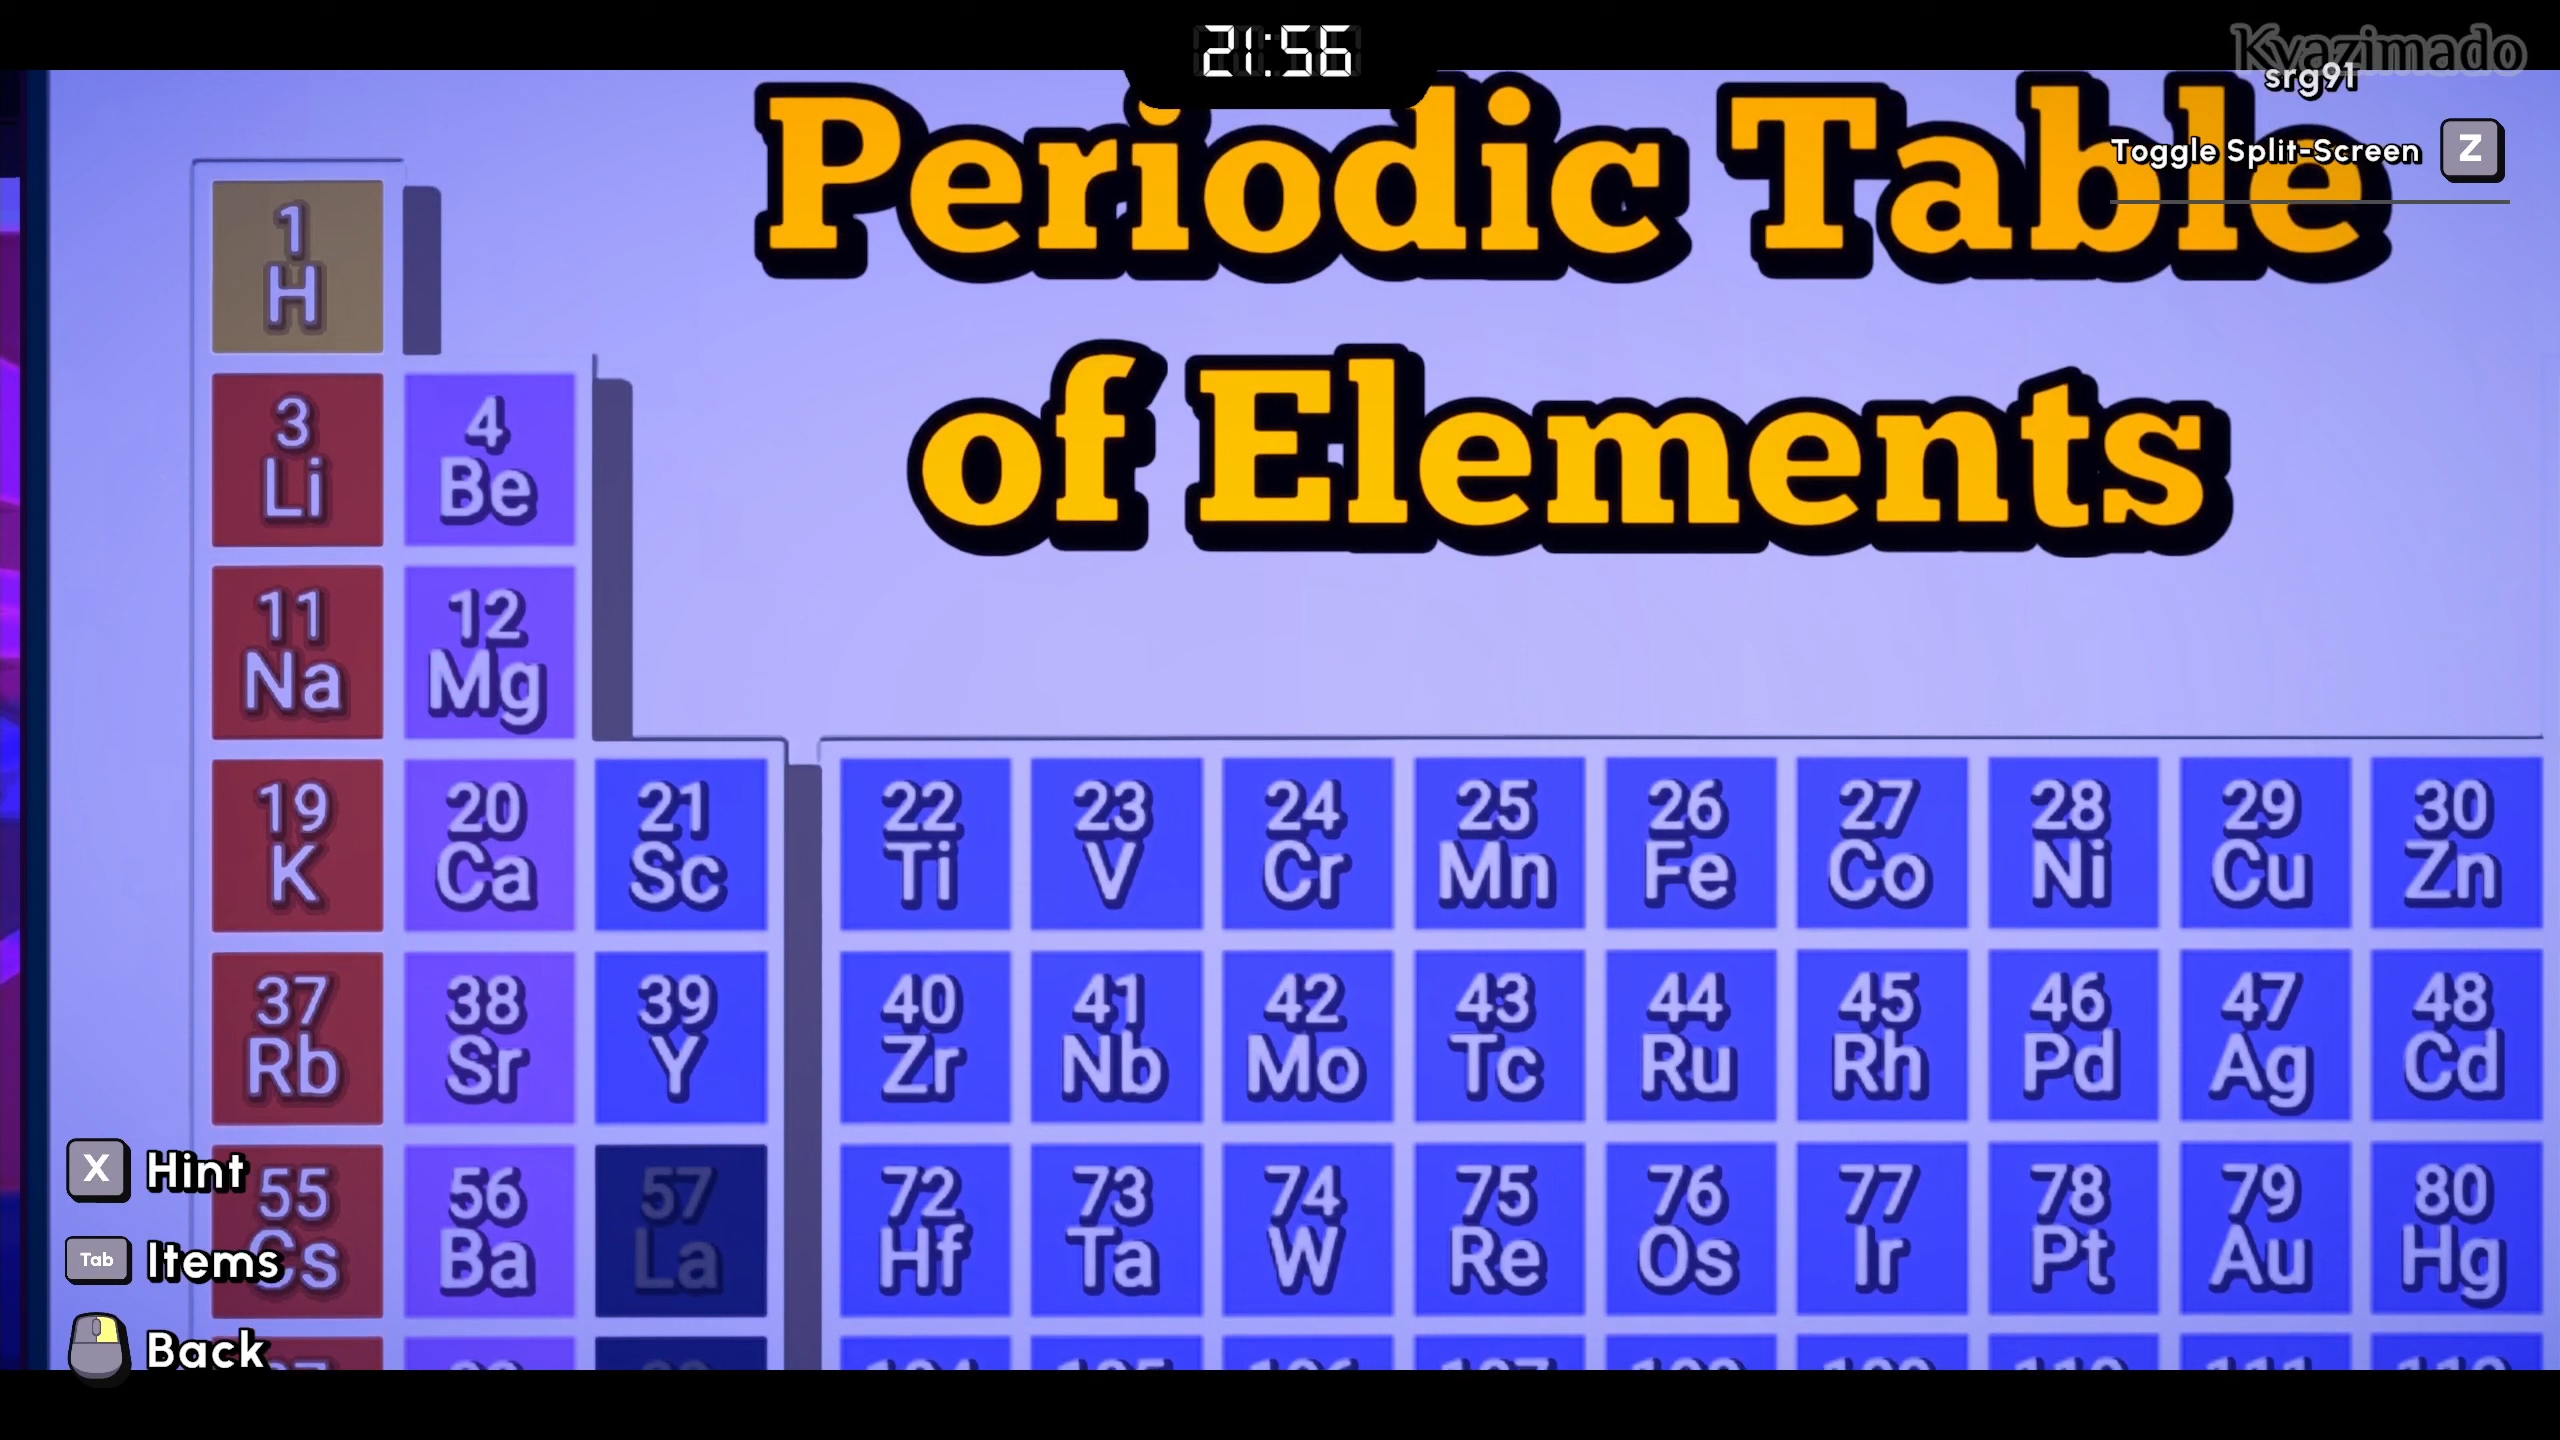 21:56
Kvazimado
srg91
Toggle Split-Screen Z
Periodic Table
of Elements
1
H
3 4
Li Be
11 12
Na Mg
19 20 21 22 23 24 25 26 27 28 29 30
K Ca Sc Ti V Cr Mn Fe Co Ni Cu Zn
37 38 39 40 41 42 43 44 45 46 47 48
Rb Sr Y Zr Nb Mo Tc Ru Rh Pd Ag Cd
55 56 57 72 73 74 75 76 77 78 79 80
Cs Ba La Hf Ta W Re Os Ir Pt Au Hg
X Hint
Tab Items
Back